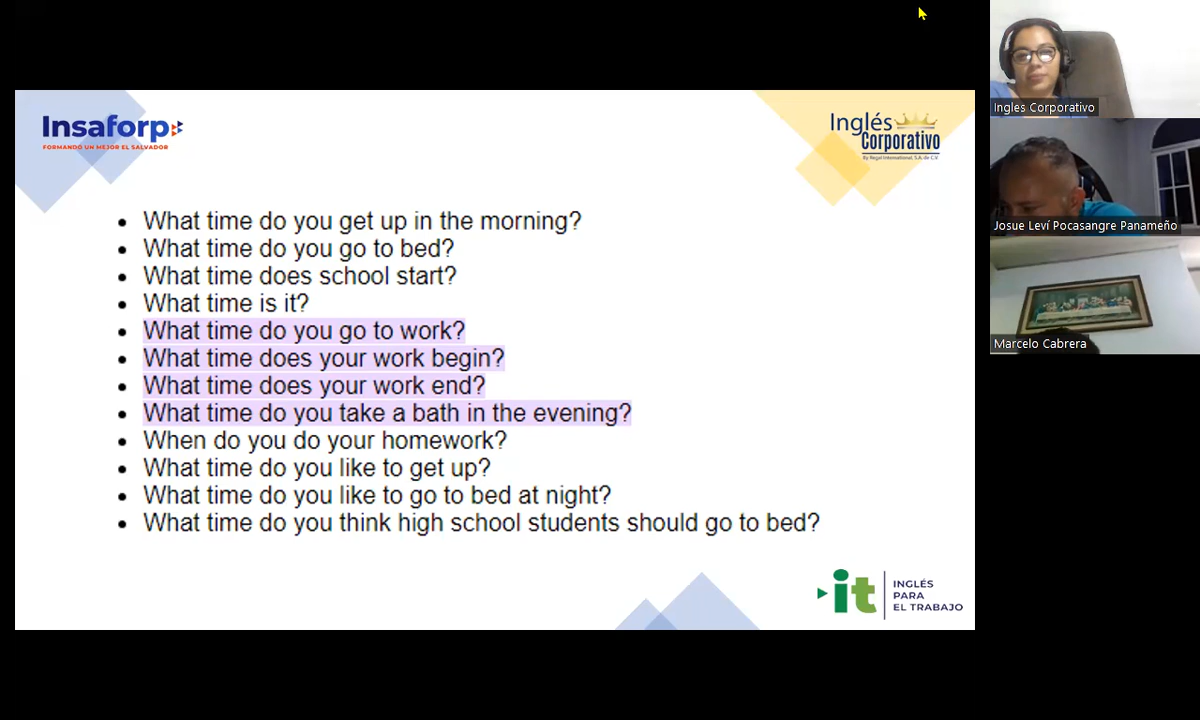 Insaforp
FORMANDO UN MEJOR EL SALVADOR
Inglés
Corporativo
By Regal International, S.A. de C.V.
• What time do you get up in the morning?
• What time do you go to bed?
• What time does school start?
• What time is it?
• What time do you go to work?
• What time does your work begin?
• What time does your work end?
• What time do you take a bath in the evening?
• When do you do your homework?
• What time do you like to get up?
• What time do you like to go to bed at night?
• What time do you think high school students should go to bed?
it
INGLÉS
PARA
EL TRABAJO
Ingles Corporativo
Josue Leví Pocasangre Panameño
Marcelo Cabrera